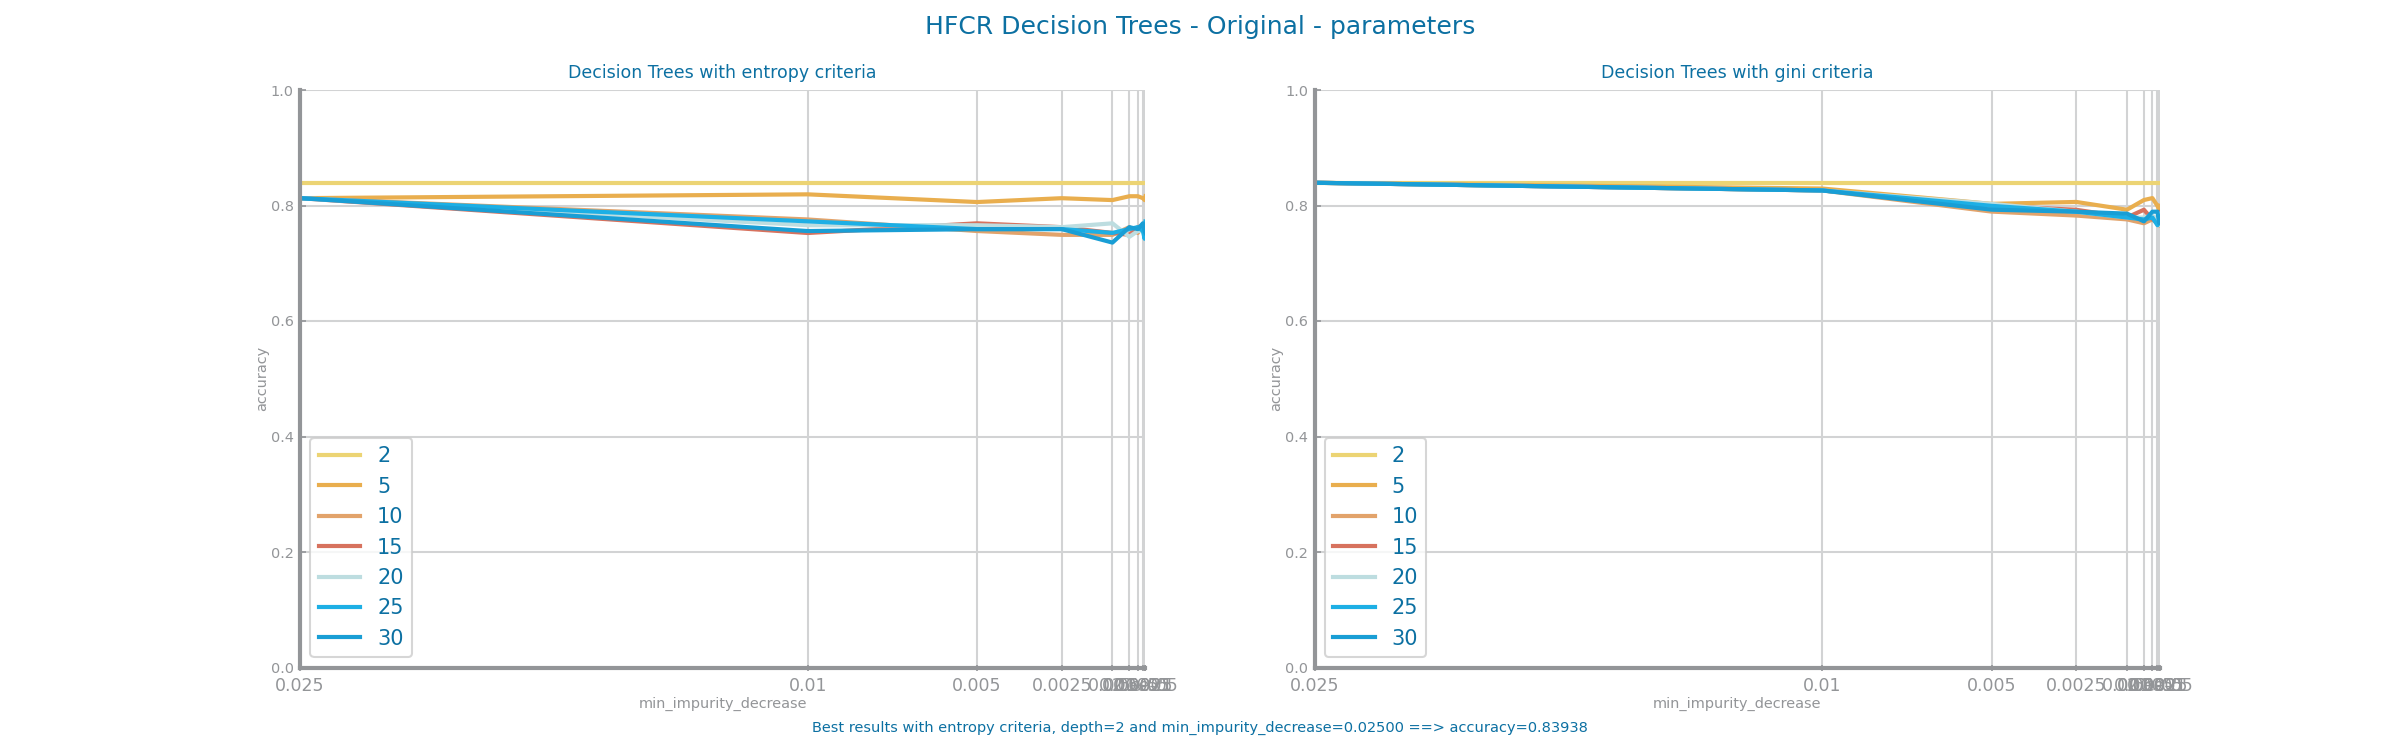 HFCR Decision Trees - Original - parameters
Decision Trees with entropy criteria
1.0
0.8
0.6
0.4
0.2
0.0
accuracy
2
5
10
15
20
25
30
0.025 0.01 0.005 0.0025
min_impurity_decrease
Decision Trees with gini criteria
1.0
0.8
0.6
0.4
0.2
0.0
accuracy
2
5
10
15
20
25
30
0.025 0.01 0.005 0.0025
min_impurity_decrease
Best results with entropy criteria, depth=2 and min_impurity_decrease=0.02500 ==> accuracy=0.83938